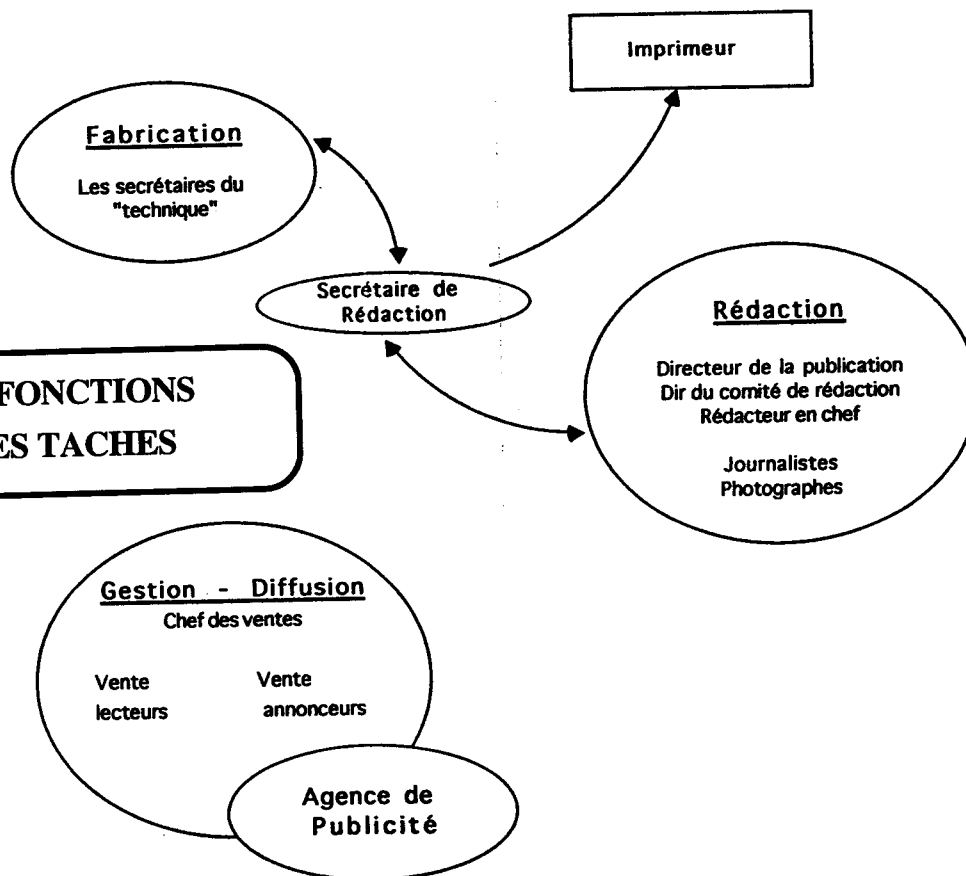 Imprimeur
Fabrication
Les secrétaires du
"technique"
Secrétaire de
Rédaction
Rédaction
Directeur de la publication
Dir du comité de rédaction
Rédacteur en chef
Journalistes
Photographes
FONCTIONS
ES TACHES
Gestion - Diffusion
Chef des ventes
Vente
lecteurs
Vente
annonceurs
Agence de
Publicité